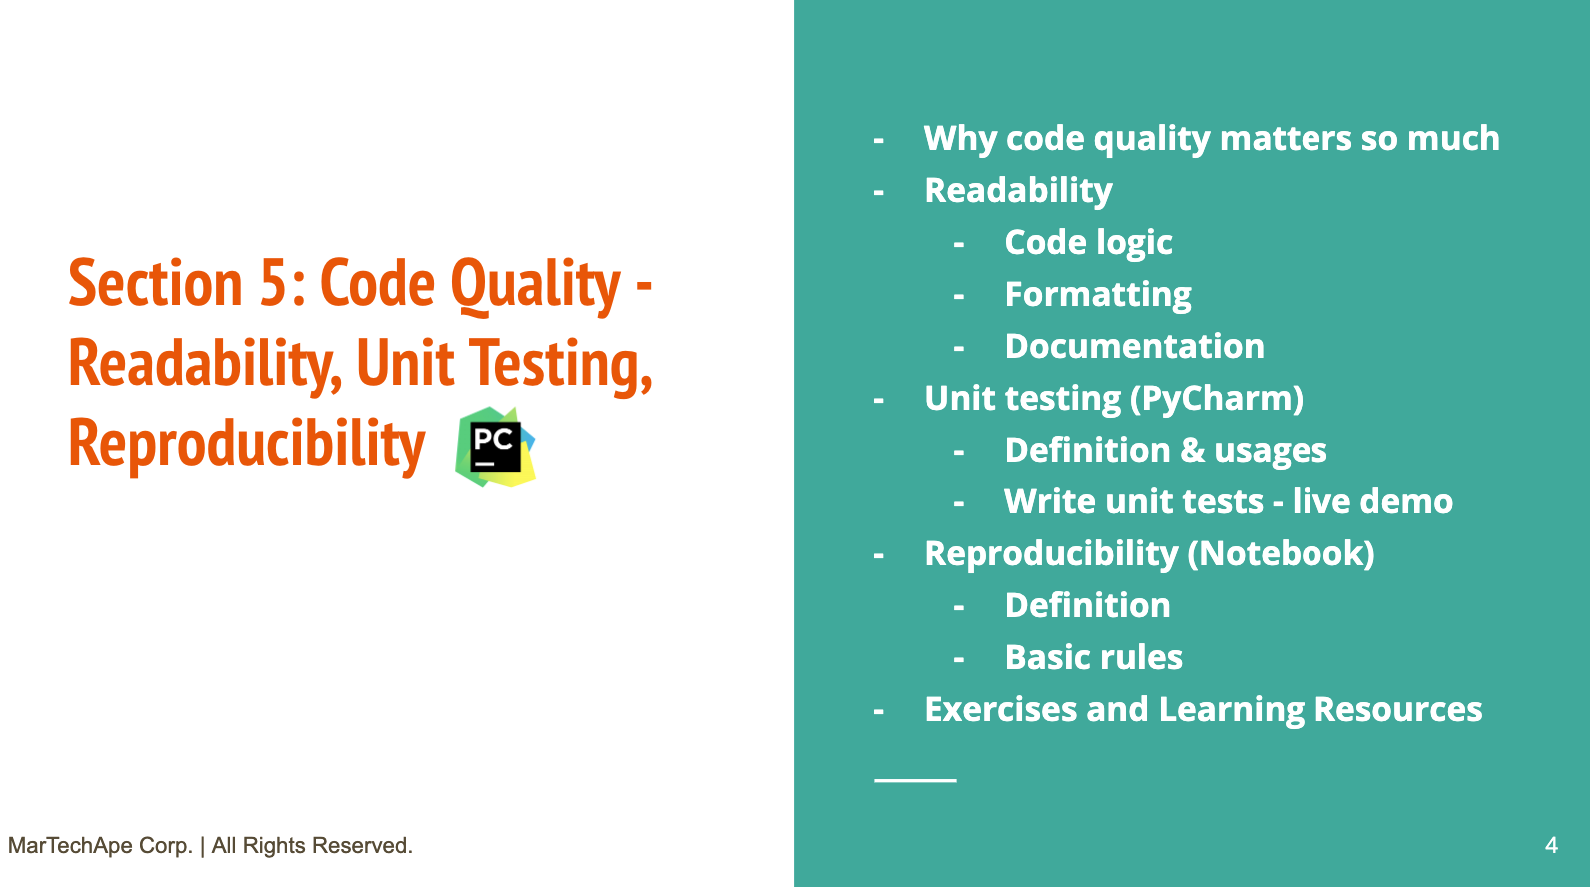 Section 5: Code Quality -
Readability, Unit Testing,
Reproducibility
PC
- Why code quality matters so much
- Readability
- Code logic
- Formatting
- Documentation
- Unit testing (PyCharm)
- Definition & usages
- Write unit tests - live demo
- Reproducibility (Notebook)
- Definition
- Basic rules
- Exercises and Learning Resources
MarTechApe Corp. | All Rights Reserved.
4